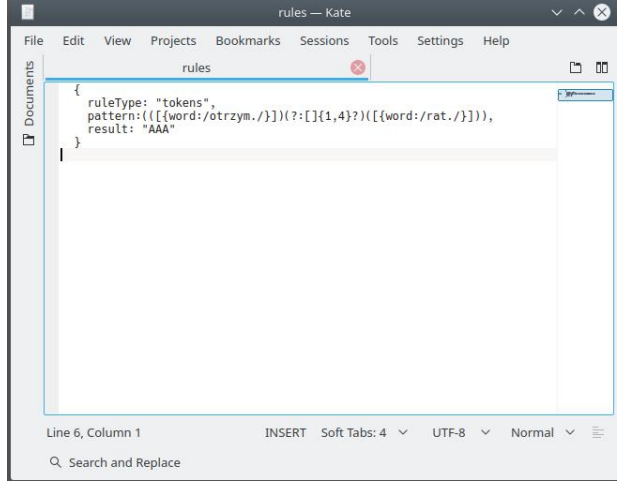 rules — Kate
File Edit View Projects Bookmarks Sessions Tools Settings Help
Documents
rules
{
ruleType: "tokens",
pattern:(([{word:/otrzym./}])(?:[]{1,4}?)([{word:/rat./}])),
result: "AAA"
}
Line 6, Column 1 INSERT Soft Tabs: 4 UTF-8 Normal
Search and Replace